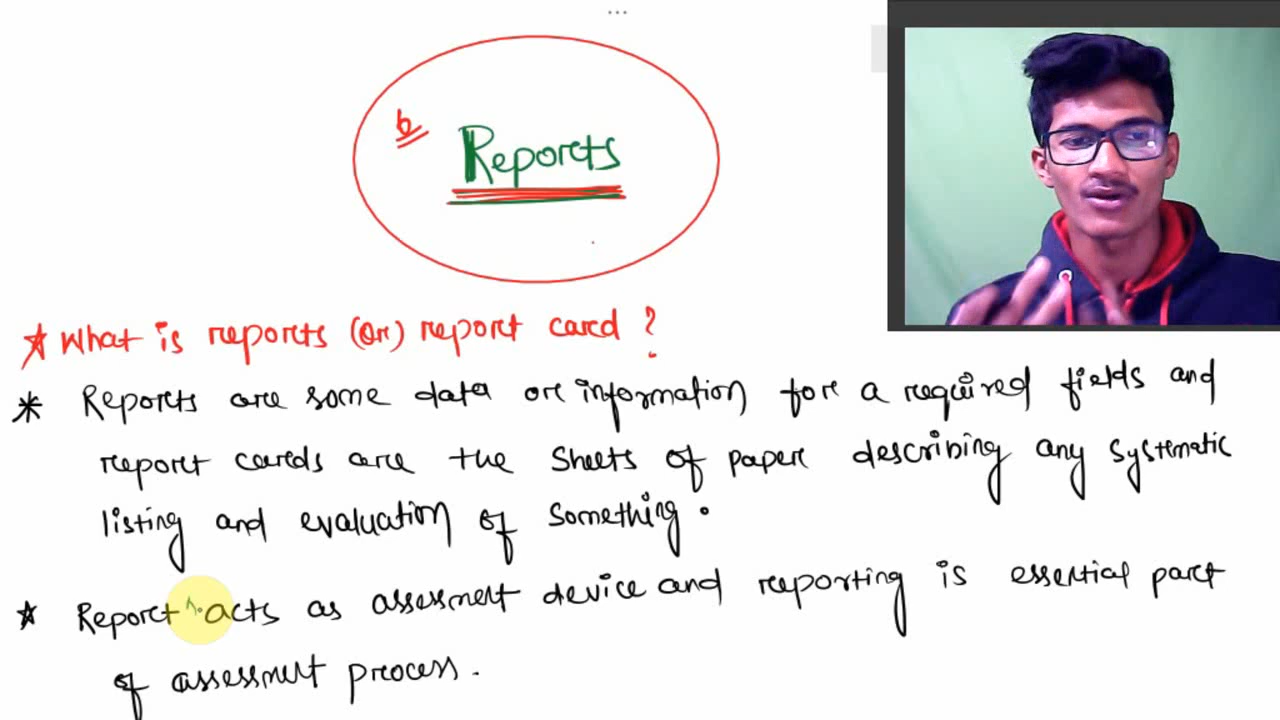 6
Reports
★ What is reports (or) report card ?
* Reports are some data or information for a required fields and
report cards are the sheets of paper describing any systematic
listing and evaluation of something.
★ Report acts as assessment device and reporting is essential part
of assessment process.